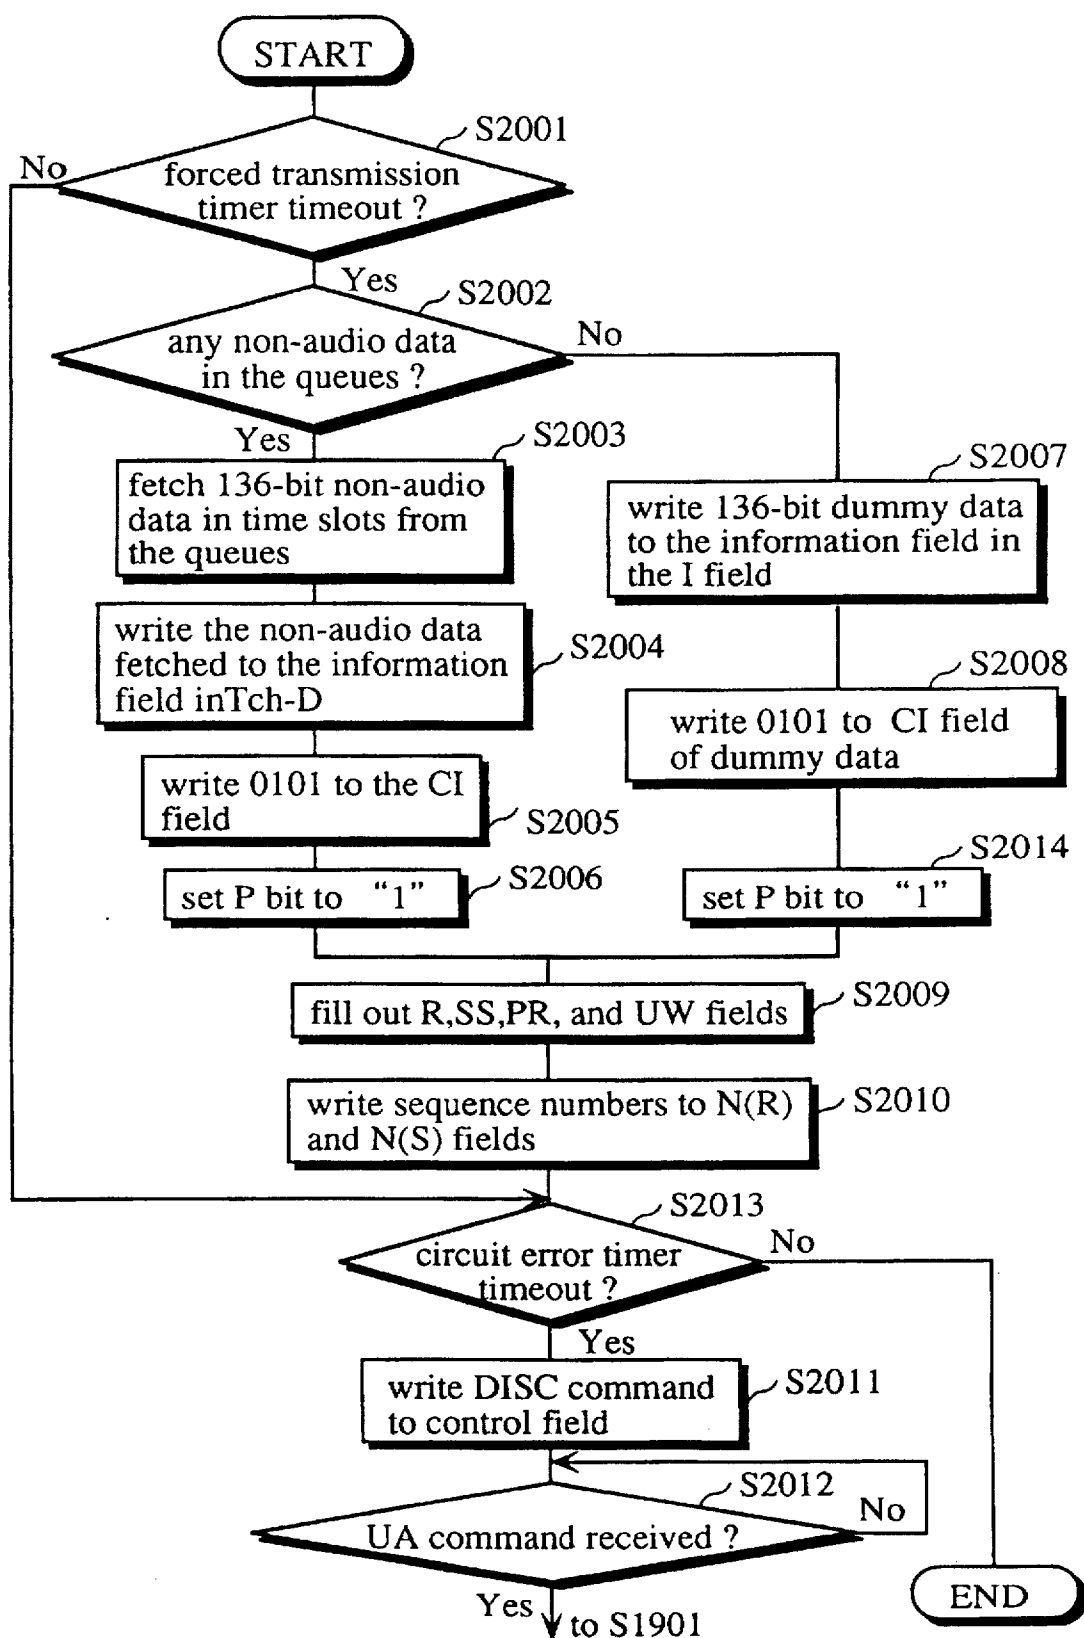 START
S2001
No
forced transmission
timer timeout ?
Yes
S2002
No
any non-audio data
in the queues ?
Yes
S2003
fetch 136-bit non-audio
data in time slots from
the queues
S2007
write 136-bit dummy data
to the information field in
the I field
write the non-audio data
fetched to the information
field inTch-D
S2004
S2008
write 0101 to CI field
of dummy data
write 0101 to the CI
field
S2005
S2014
set P bit to "1"
S2006
set P bit to "1"
fill out R,SS,PR, and UW fields
S2009
write sequence numbers to N(R)
and N(S) fields
S2010
S2013
circuit error timer
timeout ?
No
Yes
write DISC command
to control field
S2011
S2012
UA command received ?
No
Yes
to S1901
END